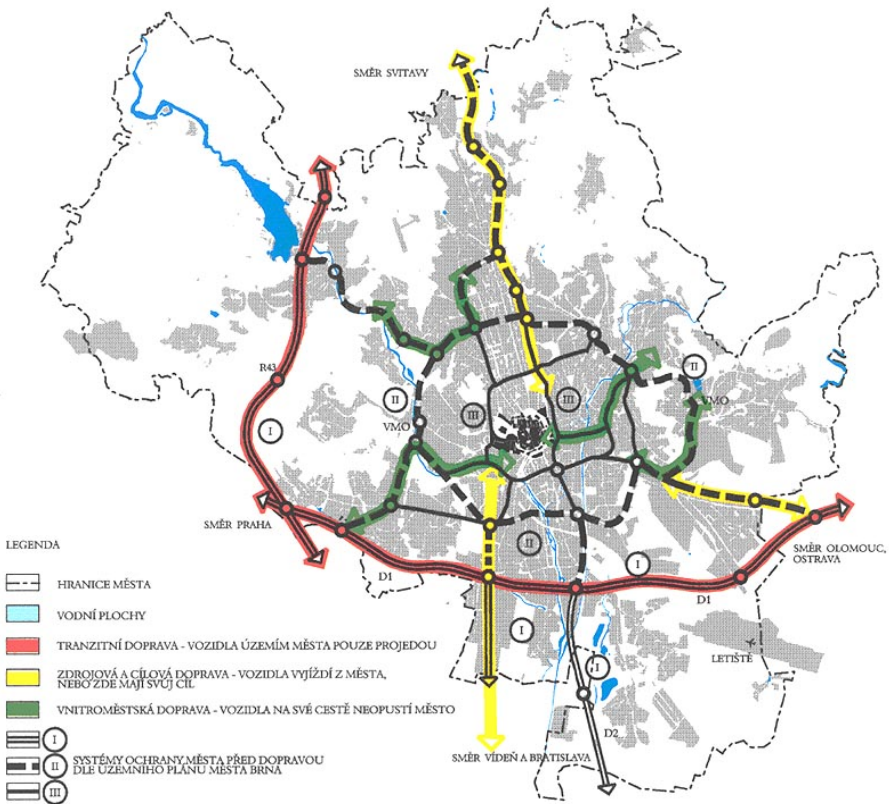 SMĚR SVITAVY
R43
I
II
VMO
III
III
II
VMO
SMĚR PRAHA
D1
II
I
I
SMĚR OLOMOUC,
OSTRAVA
D1
LETIŠTĚ
I
D2
SMĚR VÍDEŇ A BRATISLAVA
LEGENDA
HRANICE MĚSTA
VODNÍ PLOCHY
TRANZITNÍ DOPRAVA - VOZIDLA ÚZEMÍM MĚSTA POUZE PROJEDOU
ZDROJOVÁ A CÍLOVÁ DOPRAVA - VOZIDLA VYJÍŽDÍ Z MĚSTA,
NEBO ZDE MAJÍ SVŮJ CÍL
VNITROMĚSTSKÁ DOPRAVA - VOZIDLA NA SVÉ CESTĚ NEOPUSTÍ MĚSTO
I
II SYSTÉMY OCHRANY MĚSTA PŘED DOPRAVOU
DLE ÚZEMNÍHO PLÁNU MĚSTA BRNA
III